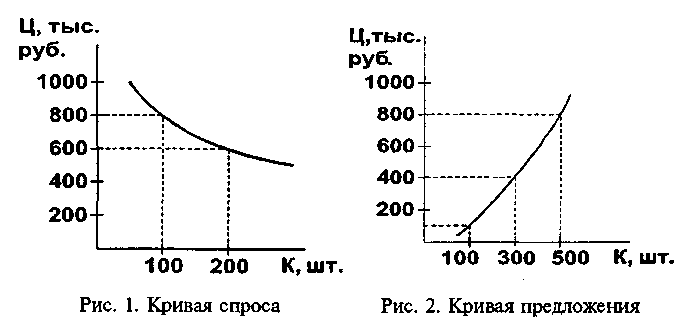 Ц, тыс.
руб.
1000
800
600
400
200
100 200 К, шт.
Рис. 1. Кривая спроса
Ц,тыс.
руб.
1000
800
600
400
200
100 300 500 К, шт.
Рис. 2. Кривая предложения